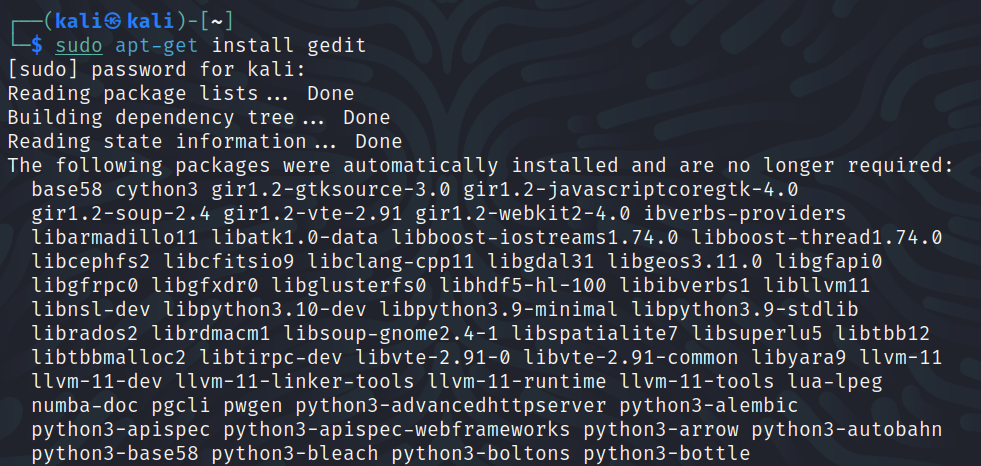 ┌──(kali㉿kali)-[~]
└─$ sudo apt-get install gedit
[sudo] password for kali:
Reading package lists... Done
Building dependency tree... Done
Reading state information... Done
The following packages were automatically installed and are no longer required:
base58 cython3 gir1.2-gtksource-3.0 gir1.2-javascriptcoregtk-4.0
gir1.2-soup-2.4 gir1.2-vte-2.91 gir1.2-webkit2-4.0 ibverbs-providers
libarmadillo11 libatk1.0-data libboost-iostreams1.74.0 libboost-thread1.74.0
libcephfs2 libcfitsio9 libclang-cpp11 libgdal31 libgeos3.11.0 libgfapi0
libgfrpc0 libgfxdr0 libglusterfs0 libhdf5-hl-100 libibverbs1 libllvm11
libnsl-dev libpython3.10-dev libpython3.9-minimal libpython3.9-stdlib
librados2 librdmacm1 libsoup-gnome2.4-1 libspatialite7 libsuperlu5 libtbb12
libtbbmalloc2 libtirpc-dev libvte-2.91-0 libvte-2.91-common libyara9 llvm-11
llvm-11-dev llvm-11-linker-tools llvm-11-runtime llvm-11-tools lua-lpeg
numba-doc pgcli pwgen python3-advancedhttpserver python3-alembic
python3-apispec python3-apispec-webframeworks python3-arrow python3-autobahn
python3-base58 python3-bleach python3-boltons python3-bottle